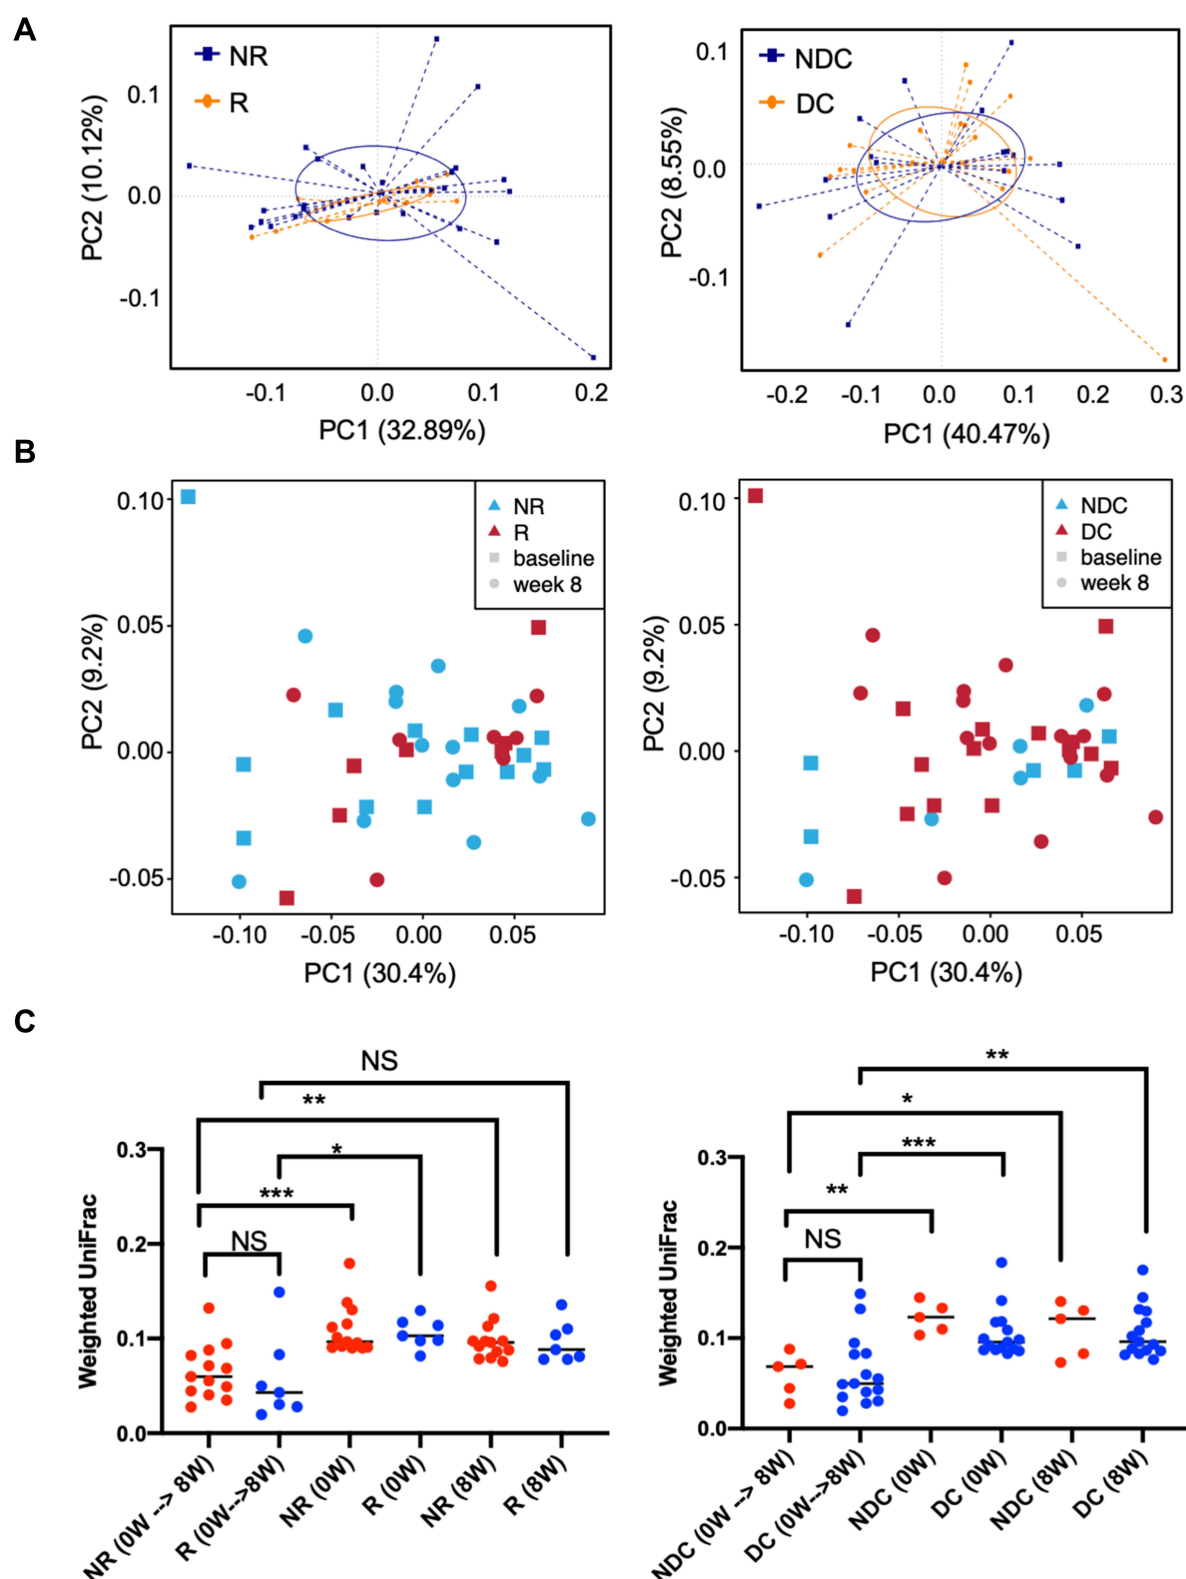 A
NR
R
0.1
0.0
-0.1
PC2 (10.12%)
-0.1
0.0
0.1
0.2
PC1 (32.89%)
NDC
DC
0.1
0.0
-0.1
PC2 (8.55%)
-0.2
-0.1
0.0
0.1
0.2
0.3
PC1 (40.47%)
B
NR
R
baseline
week 8
0.10
0.05
0.00
-0.05
PC2 (9.2%)
-0.10
-0.05
0.00
0.05
PC1 (30.4%)
NDC
DC
baseline
week 8
0.10
0.05
0.00
-0.05
PC2 (9.2%)
-0.10
-0.05
0.00
0.05
PC1 (30.4%)
C
NS
**
*
***
NS
0.3
0.2
0.1
0.0
Weighted UniFrac
NR (0W --> 8W)
R (0W-->8W)
NR (0W)
R (0W)
NR (8W)
R (8W)
**
*
***
**
NS
0.3
0.2
0.1
0.0
Weighted UniFrac
NDC (0W --> 8W)
DC (0W-->8W)
NDC (0W)
DC (0W)
NDC (8W)
DC (8W)